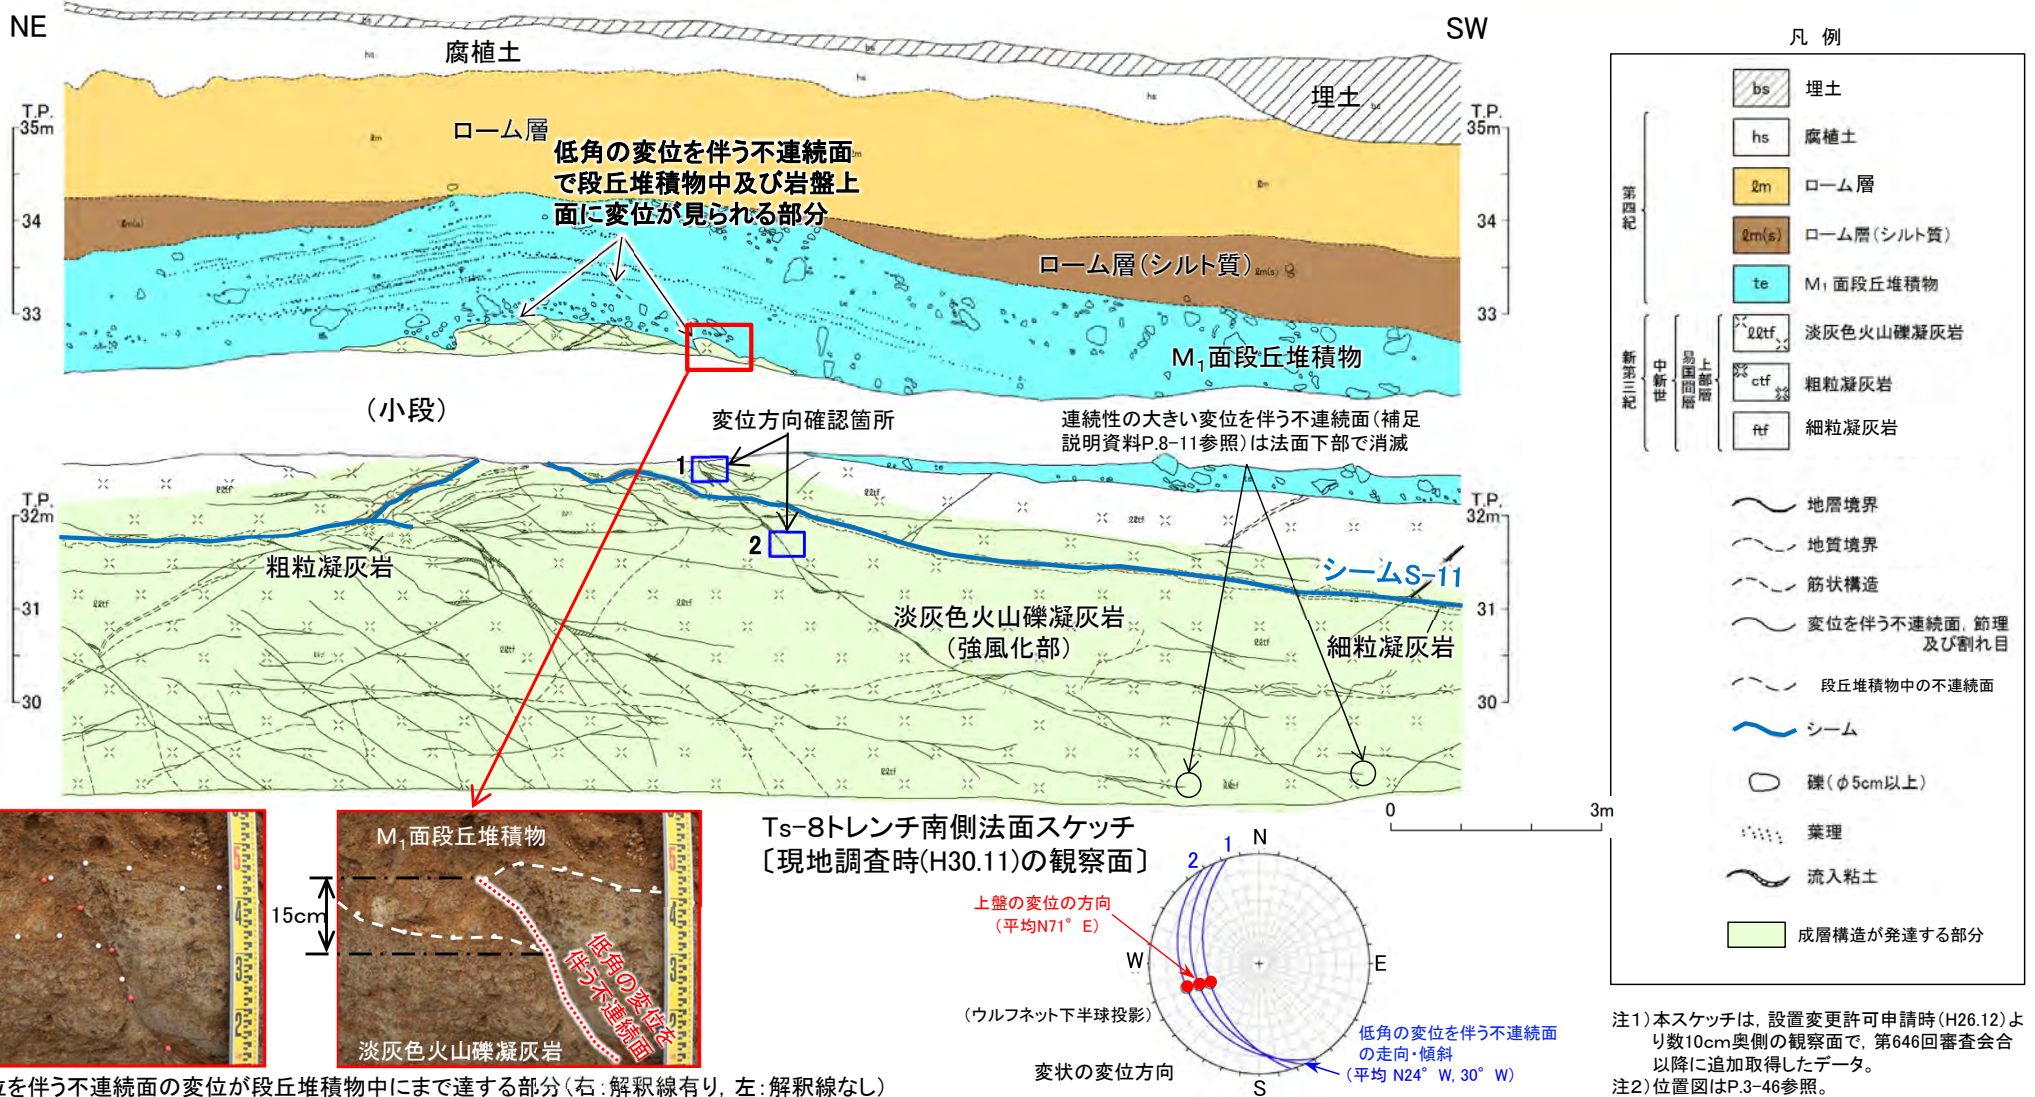 NE
SW
腐植土
hs
bs
hs
hs
埋土
bs
T.P.
35m
T.P.
35m
ローム層
ℓm
ℓm
ℓm
低角の変位を伴う不連続面
で段丘堆積物中及び岩盤上
面に変位が見られる部分
34
34
ℓm(s)
ローム層(シルト質)
ℓm(s)
33
33
te
M₁面段丘堆積物
(小段)
変位方向確認箇所
連続性の大きい変位を伴う不連続面(補足
説明資料P.8-11参照)は法面下部で消滅
1
2
te
ℓℓtf
ℓℓtf
ℓℓtf
T.P.
32m
T.P.
32m
粗粒凝灰岩
シームS-11
31
31
ℓℓtf
ℓℓtf
ℓℓtf
淡灰色火山礫凝灰岩
(強風化部)
細粒凝灰岩
ℓℓtf
ℓℓtf
30
30
ℓℓtf
ℓℓtf
0
3m
M₁面段丘堆積物
15cm
低角の変位を
伴う不連続面
淡灰色火山礫凝灰岩
位を伴う不連続面の変位が段丘堆積物中にまで達する部分(右:解釈線有り, 左:解釈線なし)
Ts-8トレンチ南側法面スケッチ
〔現地調査時(H30.11)の観察面〕
N
1
2
W
E
S
上盤の変位の方向
(平均N71° E)
(ウルフネット下半球投影)
低角の変位を伴う不連続面
の走向・傾斜
(平均 N24° W, 30° W)
変状の変位方向
凡 例
第四紀
新第三紀
中新世
易国間層
上部層
bs 埋土
hs 腐植土
ℓm ローム層
ℓm(s) ローム層(シルト質)
te M₁面段丘堆積物
ℓℓtf 淡灰色火山礫凝灰岩
ctf 粗粒凝灰岩
ftf 細粒凝灰岩
地層境界
地質境界
筋状構造
変位を伴う不連続面, 節理
及び割れ目
段丘堆積物中の不連続面
シーム
礫(φ5cm以上)
葉理
流入粘土
成層構造が発達する部分
注1)本スケッチは, 設置変更許可申請時(H26.12)よ
り数10cm奥側の観察面で, 第646回審査会合
以降に追加取得したデータ。
注2)位置図はP.3-46参照。